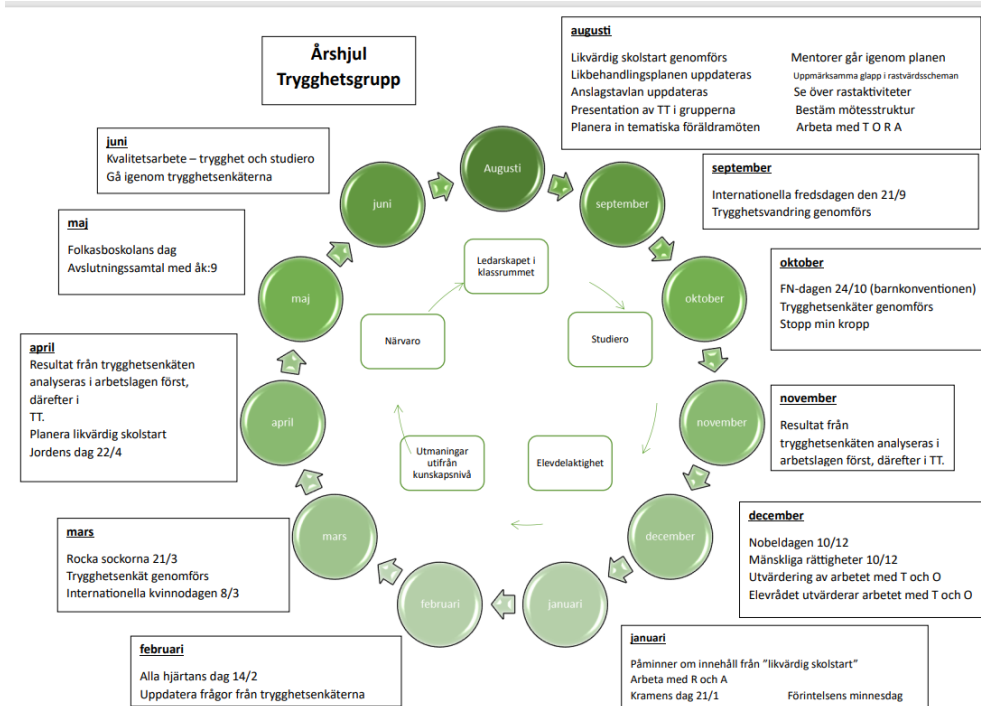 Årshjul
Trygghetsgrupp
augusti
Likvärdig skolstart genomförs Mentorer går igenom planen
Likbehandlingsplanen uppdateras Uppmärksamma glapp i rastvärdsscheman
Anslagstavlan uppdateras Se över rastaktiviteter
Presentation av TT i grupperna Bestäm mötesstruktur
Planera in tematiska föräldramöten Arbeta med T O R A
september
Internationella fredsdagen den 21/9
Trygghetsvandring genomförs
oktober
FN-dagen 24/10 (barnkonventionen)
Trygghetsenkäter genomförs
Stopp min kropp
november
Resultat från
trygghetsenkäten analyseras i
arbetslagen först, därefter i TT.
december
Nobeldagen 10/12
Mänskliga rättigheter 10/12
Utvärdering av arbetet med T och O
Elevrådet utvärderar arbetet med T och O
januari
Påminner om innehåll från ”likvärdig skolstart”
Arbeta med R och A
Kramens dag 21/1 Förintelsens minnesdag
februari
Alla hjärtans dag 14/2
Uppdatera frågor från trygghetsenkäterna
mars
Rocka sockorna 21/3
Trygghetsenkät genomförs
Internationella kvinnodagen 8/3
april
Resultat från trygghetsenkäten
analyseras i arbetslagen först,
därefter i
TT.
Planera likvärdig skolstart
Jordens dag 22/4
maj
Folkasboskolans dag
Avslutningssamtal med åk:9
juni
Kvalitetsarbete – trygghet och studiero
Gå igenom trygghetsenkäterna
Augusti
september
oktober
november
december
januari
februari
mars
april
maj
juni
Ledarskapet i
klassrummet
Studiero
Elevdelaktighet
Utmaningar
utifrån
kunskapsnivå
Närvaro